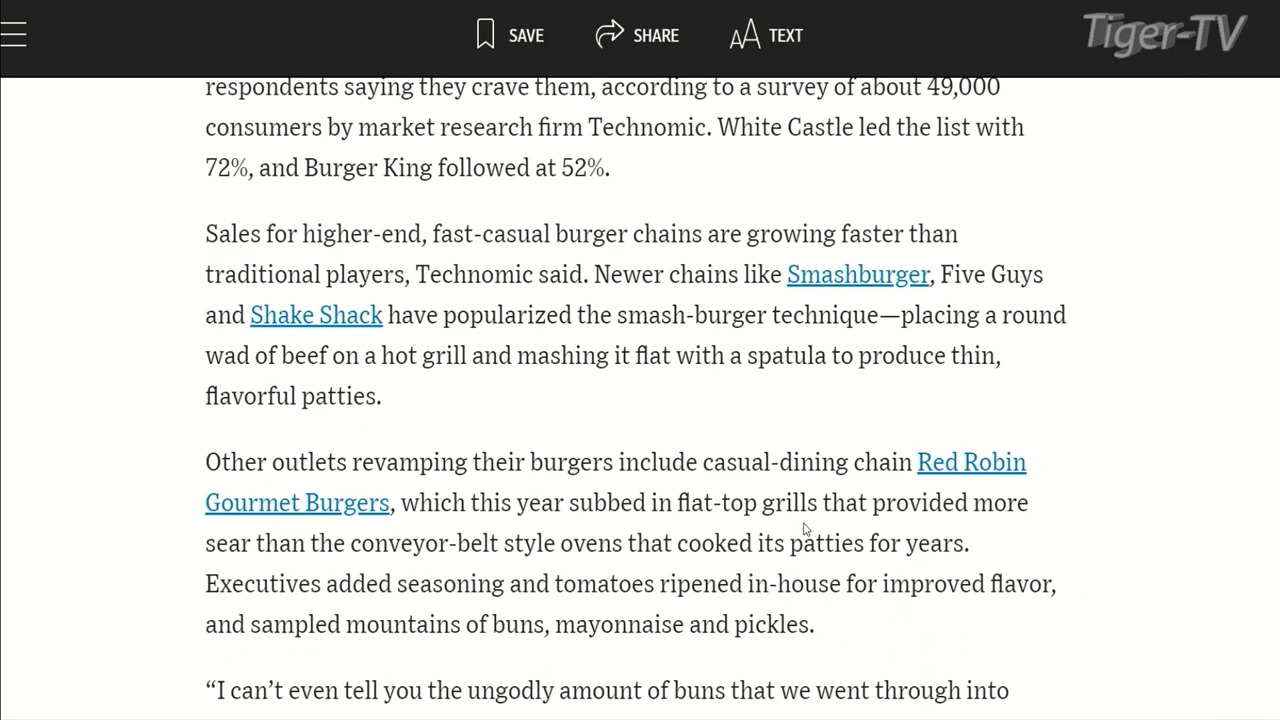 SAVE SHARE TEXT Tiger-TV
respondents saying they crave them, according to a survey of about 49,000
consumers by market research firm Technomic. White Castle led the list with
72%, and Burger King followed at 52%.
Sales for higher-end, fast-casual burger chains are growing faster than
traditional players, Technomic said. Newer chains like Smashburger, Five Guys
and Shake Shack have popularized the smash-burger technique—placing a round
wad of beef on a hot grill and mashing it flat with a spatula to produce thin,
flavorful patties.
Other outlets revamping their burgers include casual-dining chain Red Robin
Gourmet Burgers, which this year subbed in flat-top grills that provided more
sear than the conveyor-belt style ovens that cooked its patties for years.
Executives added seasoning and tomatoes ripened in-house for improved flavor,
and sampled mountains of buns, mayonnaise and pickles.
“I can’t even tell you the ungodly amount of buns that we went through into